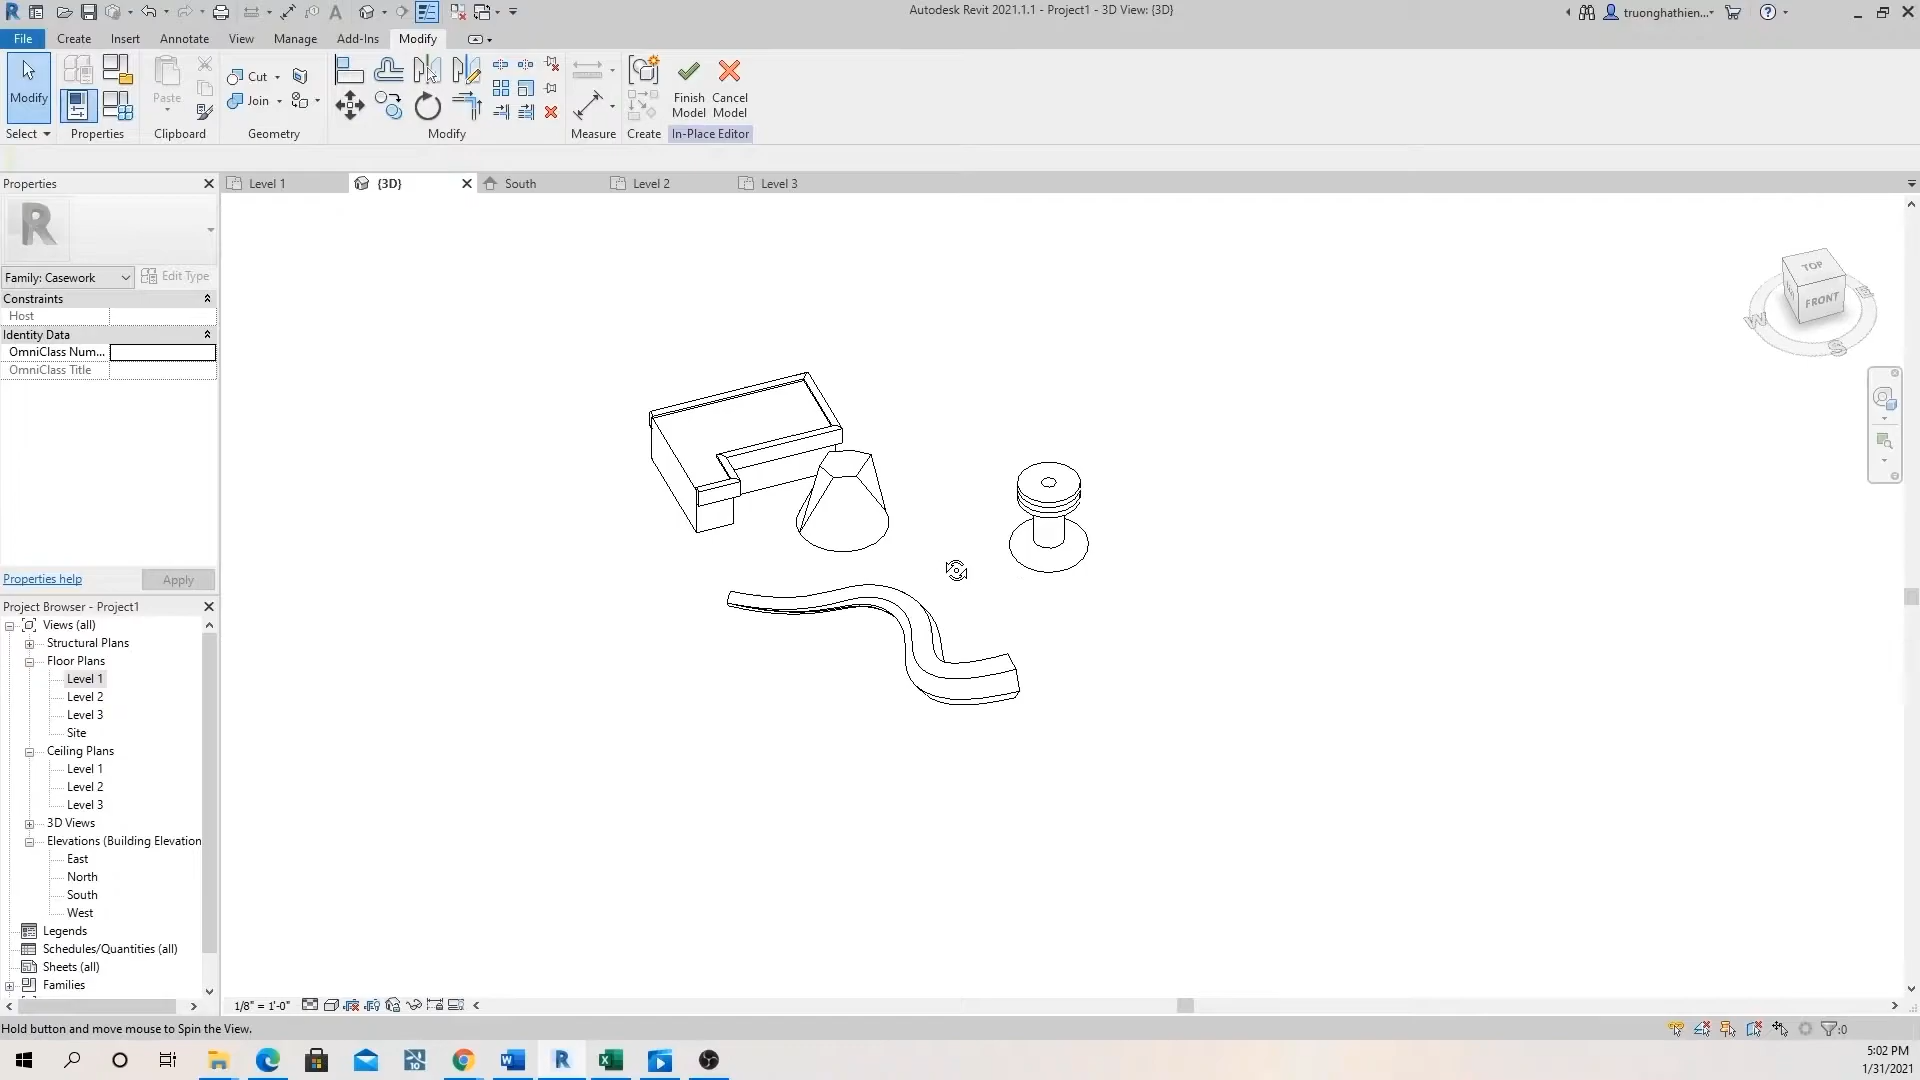 Autodesk Revit 2021.1.1 - Project1 - 3D View: {3D}
truonghathien...
File Create Insert Annotate View Manage Add-Ins Modify
Modify
Paste
Cut
Join
Finish Model
Cancel Model
Select Properties Clipboard Geometry Modify Measure Create In-Place Editor
Properties
Level 1 {3D} South Level 2 Level 3
Family: Casework Edit Type
Constraints
Host
Identity Data
OmniClass Num...
OmniClass Title
Properties help Apply
Project Browser - Project1
Views (all)
Structural Plans
Floor Plans
Level 1
Level 2
Level 3
Site
Ceiling Plans
Level 1
Level 2
Level 3
3D Views
Elevations (Building Elevation
East
North
South
West
Legends
Schedules/Quantities (all)
Sheets (all)
Families
TOP
FRONT
W
S
E
1/8" = 1'-0"
Hold button and move mouse to Spin the View.
:0
5:02 PM
1/31/2021